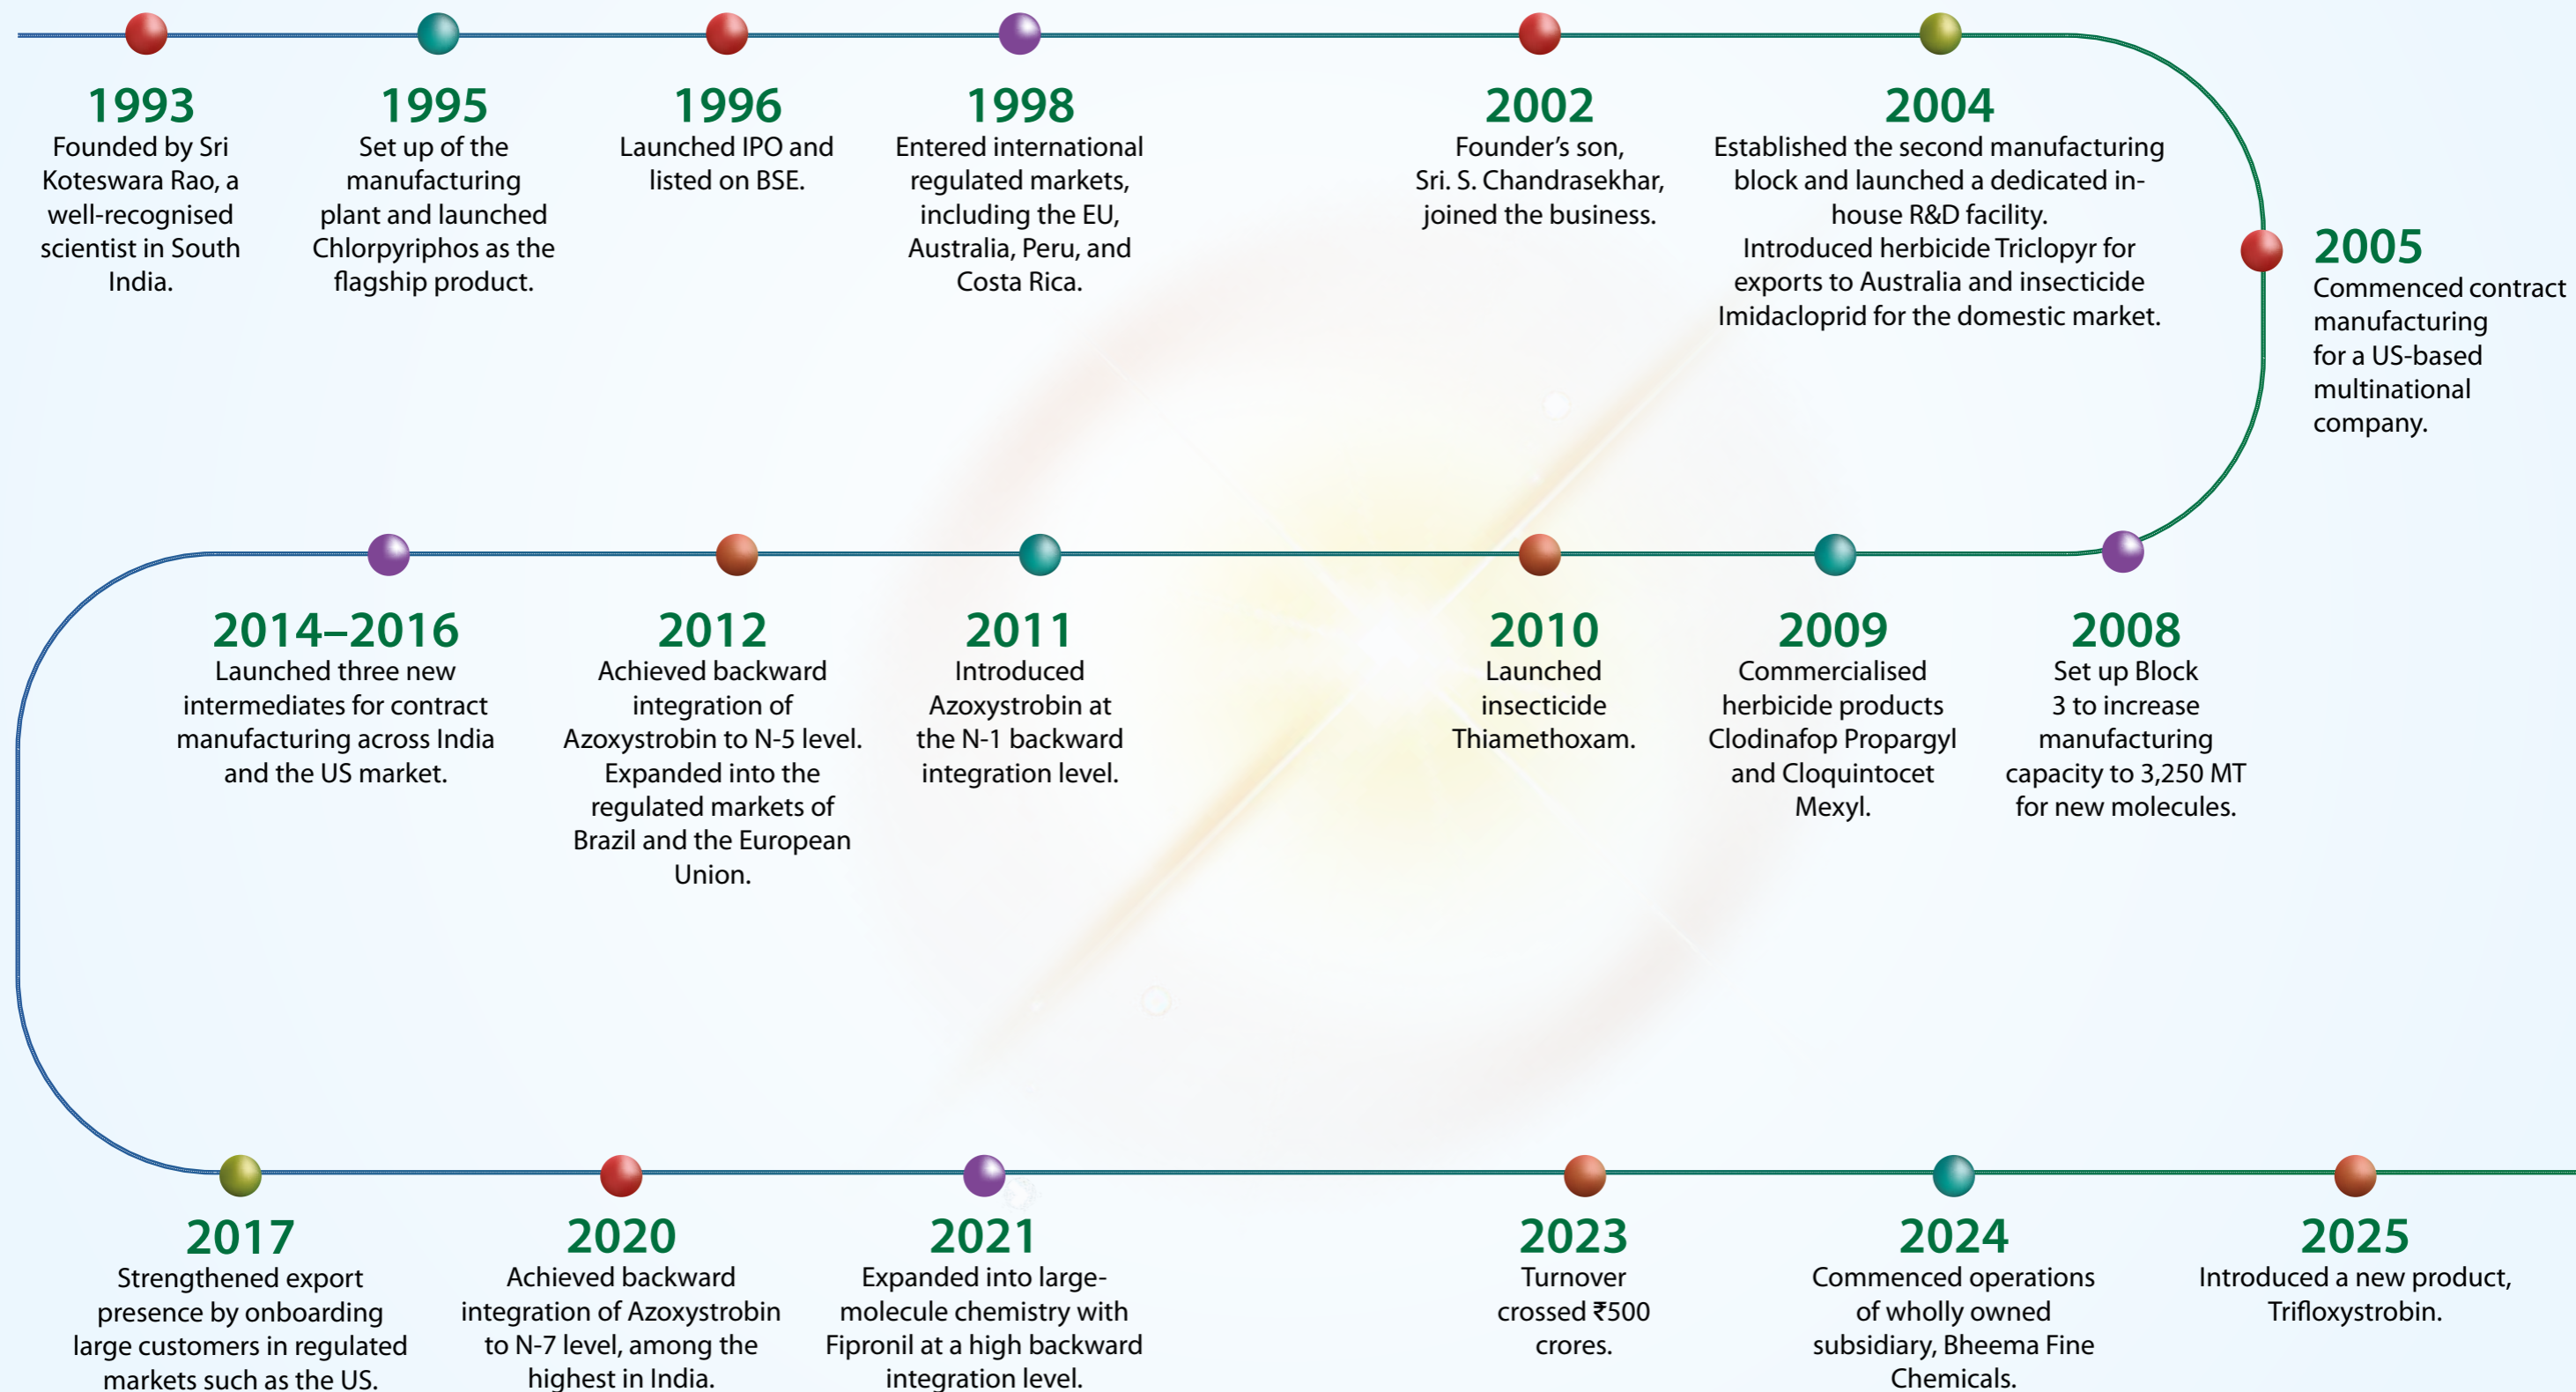 1993
Founded by Sri
Koteswara Rao, a
well-recognised
scientist in South
India.
1995
Set up of the
manufacturing
plant and launched
Chlorpyriphos as the
flagship product.
1996
Launched IPO and
listed on BSE.
1998
Entered international
regulated markets,
including the EU,
Australia, Peru, and
Costa Rica.
2002
Founder’s son,
Sri. S. Chandrasekhar,
joined the business.
2004
Established the second manufacturing
block and launched a dedicated in-
house R&D facility.
Introduced herbicide Triclopyr for
exports to Australia and insecticide
Imidacloprid for the domestic market.
2005
Commenced contract
manufacturing
for a US-based
multinational
company.
2008
Set up Block
3 to increase
manufacturing
capacity to 3,250 MT
for new molecules.
2009
Commercialised
herbicide products
Clodinafop Propargyl
and Cloquintocet
Mexyl.
2010
Launched
insecticide
Thiamethoxam.
2011
Introduced
Azoxystrobin at
the N-1 backward
integration level.
2012
Achieved backward
integration of
Azoxystrobin to N-5 level.
Expanded into the
regulated markets of
Brazil and the European
Union.
2014–2016
Launched three new
intermediates for contract
manufacturing across India
and the US market.
2017
Strengthened export
presence by onboarding
large customers in regulated
markets such as the US.
2020
Achieved backward
integration of Azoxystrobin
to N-7 level, among the
highest in India.
2021
Expanded into large-
molecule chemistry with
Fipronil at a high backward
integration level.
2023
Turnover
crossed ₹500
crores.
2024
Commenced operations
of wholly owned
subsidiary, Bheema Fine
Chemicals.
2025
Introduced a new product,
Trifloxystrobin.